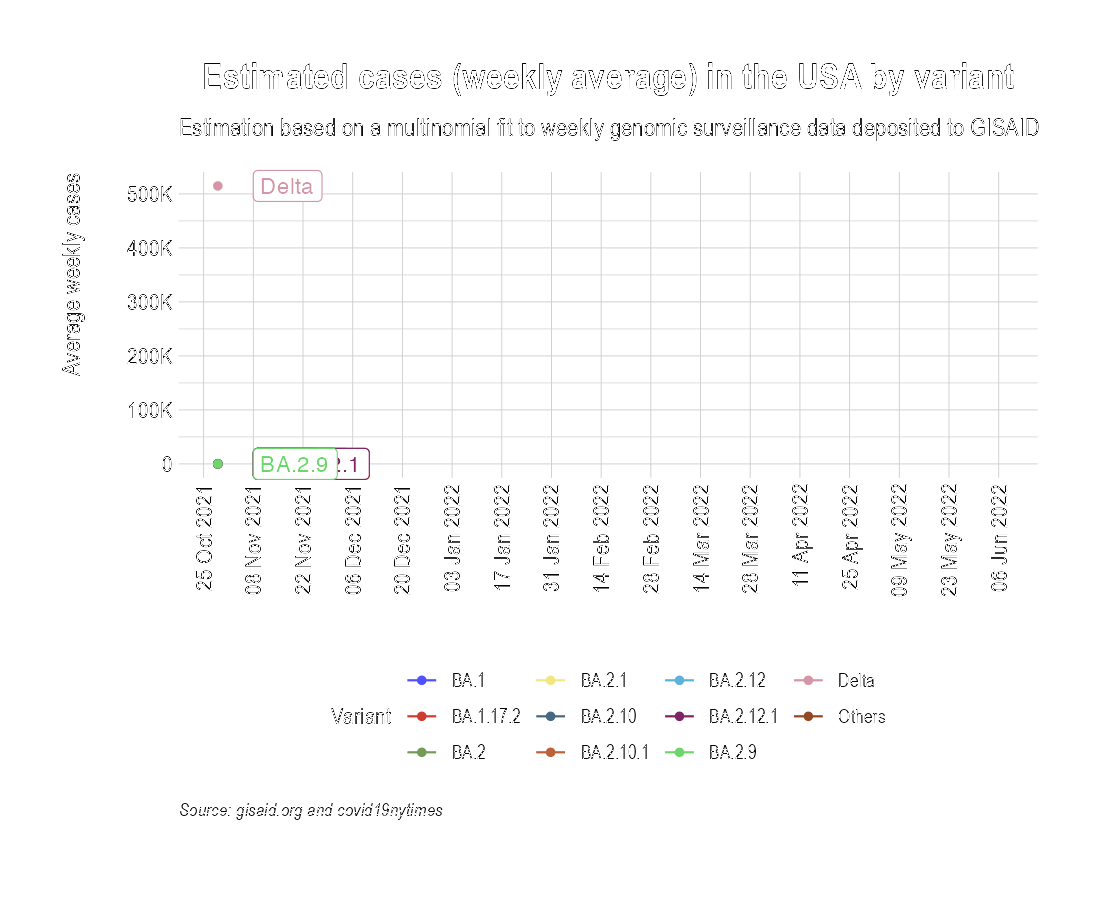 Estimated cases (weekly average) in the USA by variant
Estimation based on a multinomial fit to weekly genomic surveillance data deposited to GISAID
Average weekly cases
500K
400K
300K
200K
100K
0
Delta
BA.2.9
2.1
25 Oct 2021
08 Nov 2021
22 Nov 2021
06 Dec 2021
20 Dec 2021
03 Jan 2022
17 Jan 2022
31 Jan 2022
14 Feb 2022
28 Feb 2022
14 Mar 2022
28 Mar 2022
11 Apr 2022
25 Apr 2022
09 May 2022
23 May 2022
06 Jun 2022
Variant
BA.1
BA.1.17.2
BA.2
BA.2.1
BA.2.10
BA.2.10.1
BA.2.12
BA.2.12.1
BA.2.9
Delta
Others
Source: gisaid.org and covid19nytimes